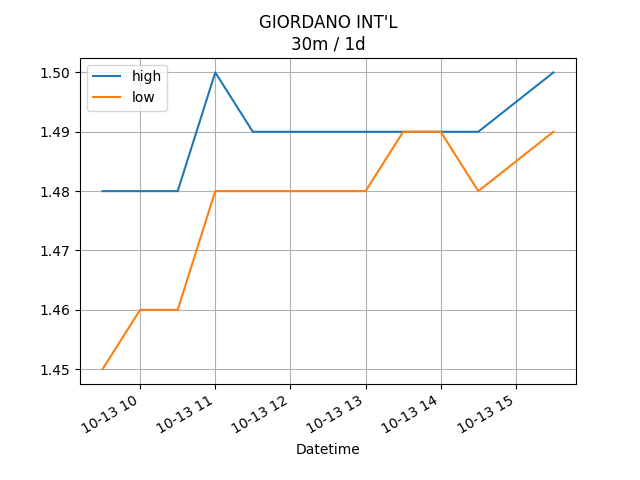 GIORDANO INT'L
30m / 1d
high
low
1.50
1.49
1.48
1.47
1.46
1.45
10-13 10
10-13 11
10-13 12
10-13 13
10-13 14
10-13 15
Datetime